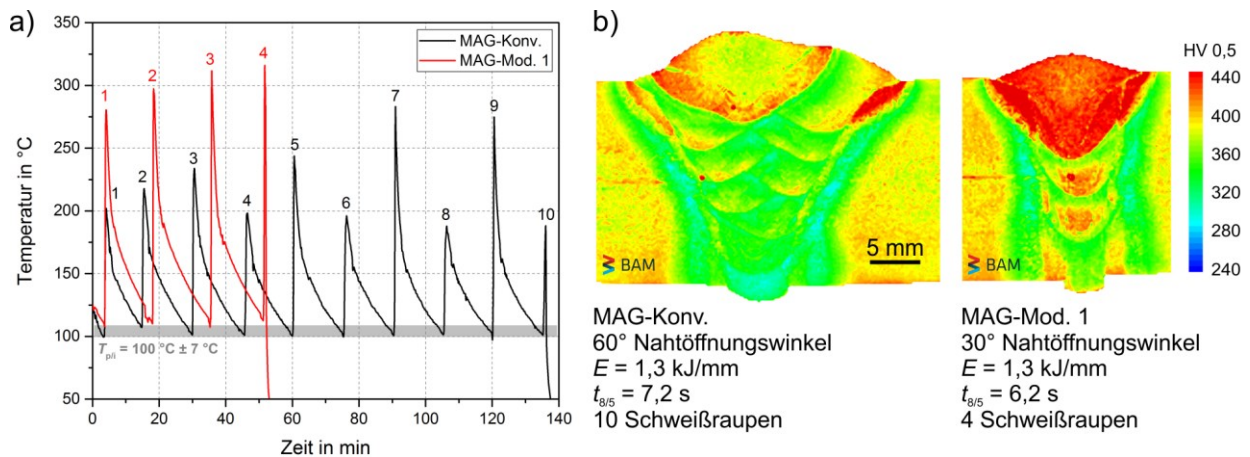 a)
350
300
250
200
150
100
50
Temperatur in °C
0
20
40
60
80
100
120
140
Zeit in min
MAG-Konv.
MAG-Mod. 1
1
2
3
4
1
2
3
4
5
6
7
8
9
10
Tp/i = 100 °C ± 7 °C
b)
BAM
5 mm
BAM
HV 0,5
440
400
360
320
280
240
MAG-Konv.
60° Nahtöffnungswinkel
E = 1,3 kJ/mm
t8/5 = 7,2 s
10 Schweißraupen
MAG-Mod. 1
30° Nahtöffnungswinkel
E = 1,3 kJ/mm
t8/5 = 6,2 s
4 Schweißraupen